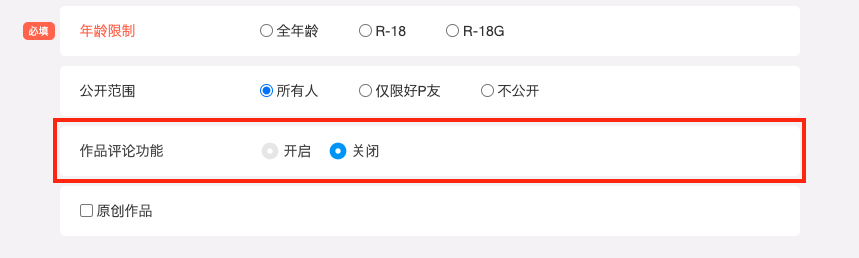 必填 年龄限制 全年龄 R-18 R-18G
公开范围 所有人 仅限好P友 不公开
作品评论功能 开启 关闭
原创作品